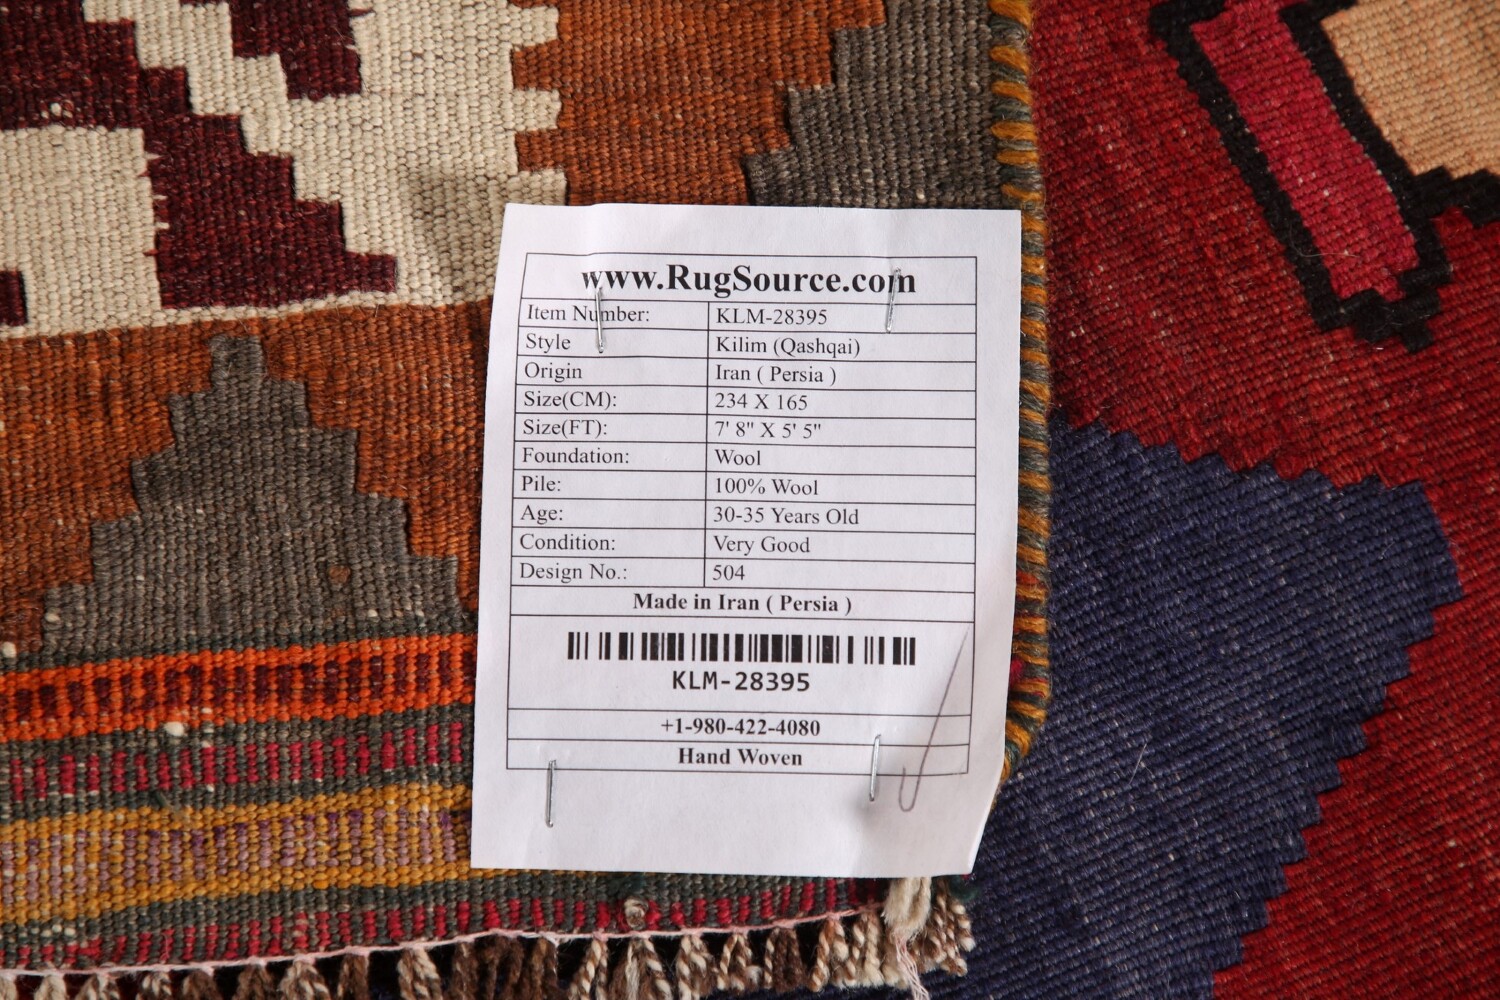 www.RugSource.com
Item Number: KLM-28395
Style Kilim (Qashqai)
Origin Iran ( Persia )
Size(CM): 234 X 165
Size(FT): 7' 8" X 5' 5"
Foundation: Wool
Pile: 100% Wool
Age: 30-35 Years Old
Condition: Very Good
Design No.: 504
Made in Iran ( Persia )
KLM-28395
+1-980-422-4080
Hand Woven